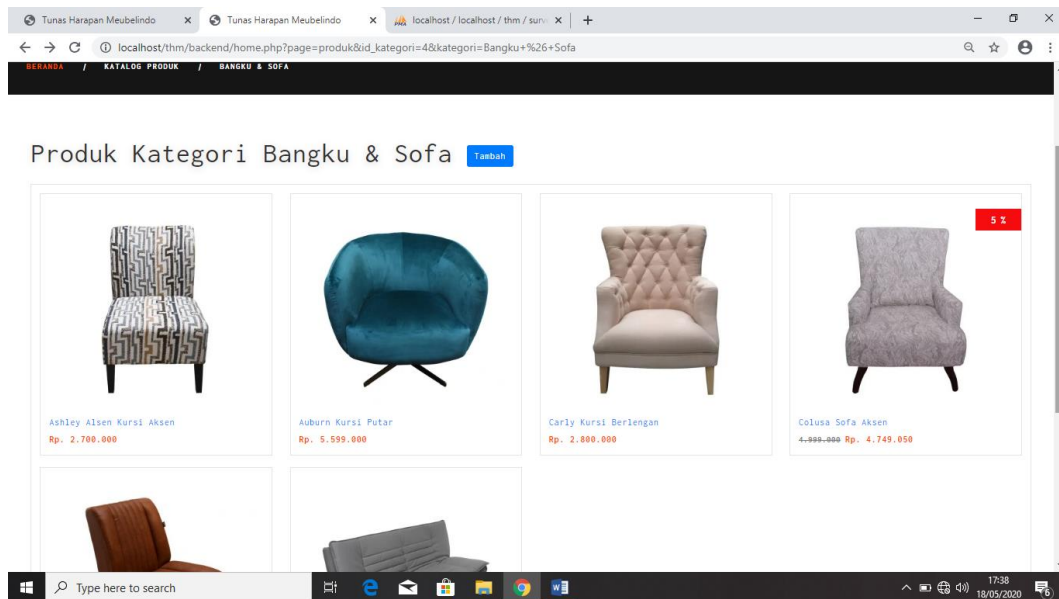 Tunas Harapan Meubelindo
Tunas Harapan Meubelindo
localhost / localhost / thm / surv
localhost/thm/backend/home.php?page=produk&id_kategori=4&kategori=Bangku+%26+Sofa
BERANDA / KATALOG PRODUK / BANGKU & SOFA
Produk Kategori Bangku & Sofa Tambah
5 %
Ashley Alsen Kursi Aksen
Rp. 2.700.000
Auburn Kursi Putar
Rp. 5.599.000
Carly Kursi Berlengan
Rp. 2.800.000
Colusa Sofa Aksen
4.999.000 Rp. 4.749.050
Type here to search
17:38
18/05/2020
6